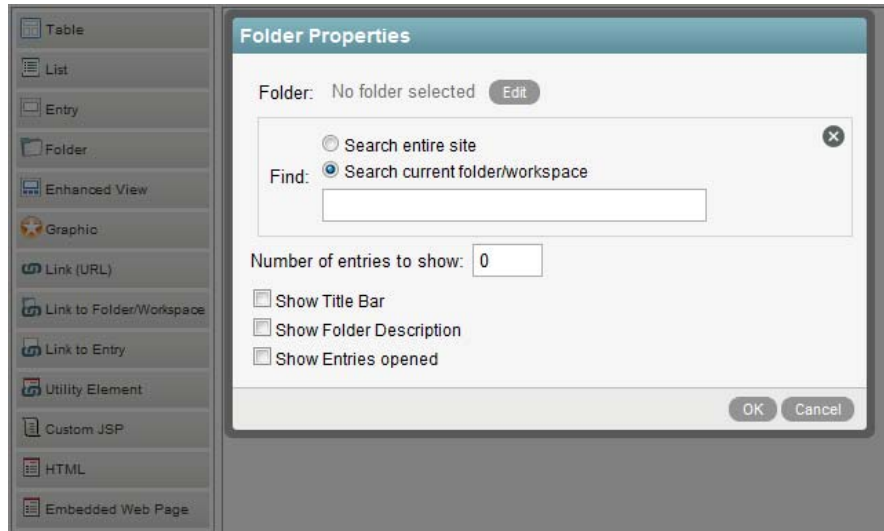 Table
List
Entry
Folder
Enhanced View
Graphic
Link (URL)
Link to Folder/Workspace
Link to Entry
Utility Element
Custom JSP
HTML
Embedded Web Page
Folder Properties
Folder: No folder selected Edit
Search entire site
Find: Search current folder/workspace
Number of entries to show: 0
Show Title Bar
Show Folder Description
Show Entries opened
OK Cancel